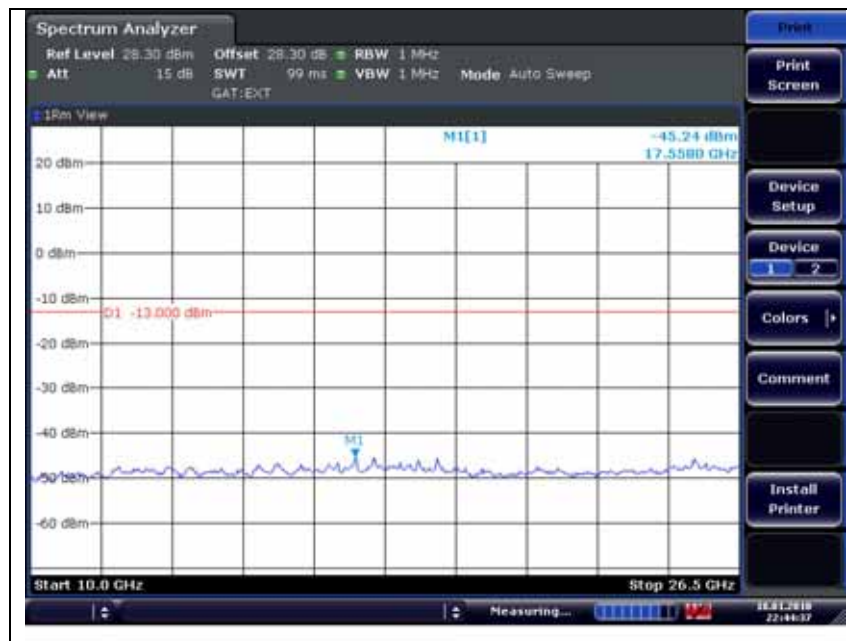 Spectrum Analyzer
Ref Level 28.30 dBm Offset 28.30 dB RBW 1 MHz
Att 15 dB SWT 99 ms VBW 1 MHz Mode Auto Sweep
GAT:EXT
1Rm View
M1[1] -45.24 dBm
17.5580 GHz
20 dBm
10 dBm
0 dBm
-10 dBm
D1 -13.000 dBm
-20 dBm
-30 dBm
-40 dBm
M1
-50 dBm
-60 dBm
Start 10.0 GHz Stop 26.5 GHz
Measuring...
22:44:37
Print
Print
Screen
Device
Setup
Device
1 2
Colors
Comment
Install
Printer